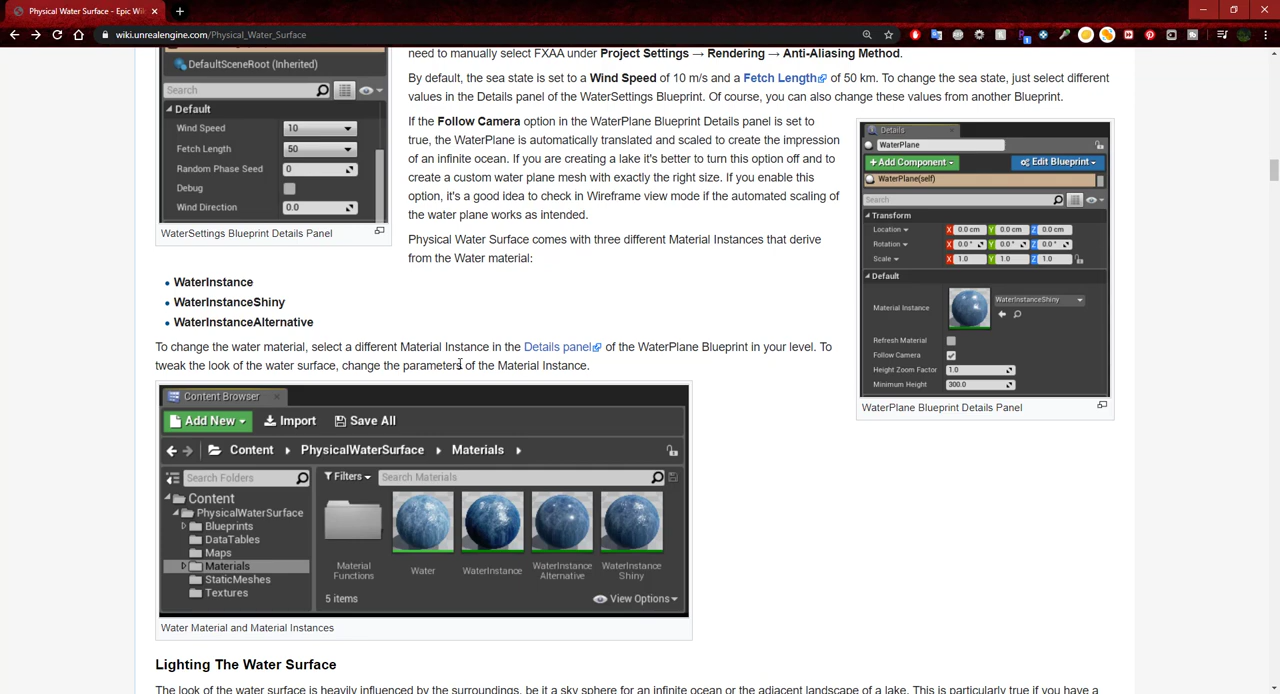 Physical Water Surface - Epic Wi
wiki.unrealengine.com/Physical_Water_Surface
need to manually select FXAA under Project Settings → Rendering → Anti-Aliasing Method.
By default, the sea state is set to a Wind Speed of 10 m/s and a Fetch Length of 50 km. To change the sea state, just select different
values in the Details panel of the WaterSettings Blueprint. Of course, you can also change these values from another Blueprint.
If the Follow Camera option in the WaterPlane Blueprint Details panel is set to
true, the WaterPlane is automatically translated and scaled to create the impression
of an infinite ocean. If you are creating a lake it's better to turn this option off and to
create a custom water plane mesh with exactly the right size. If you enable this
option, it's a good idea to check in Wireframe view mode if the automated scaling of
the water plane works as intended.
Physical Water Surface comes with three different Material Instances that derive
from the Water material:
DefaultSceneRoot (Inherited)
Search
Default
Wind Speed 10
Fetch Length 50
Random Phase Seed 0
Debug
Wind Direction 0.0
WaterSettings Blueprint Details Panel
Details
WaterPlane
+Add Component
Edit Blueprint
WaterPlane(self)
Search
Transform
Location X 0.0 cm Y 0.0 cm Z 0.0 cm
Rotation X 0.0 ° Y 0.0 ° Z 0.0 °
Scale X 1.0 Y 1.0 Z 1.0
Default
Material Instance WaterInstanceShiny
Refresh Material
Follow Camera
Height Zoom Factor 1.0
Minimum Height 300.0
WaterPlane Blueprint Details Panel
• WaterInstance
• WaterInstanceShiny
• WaterInstanceAlternative
To change the water material, select a different Material Instance in the Details panel of the WaterPlane Blueprint in your level. To
tweak the look of the water surface, change the parameters of the Material Instance.
Content Browser
Add New Import Save All
Content PhysicalWaterSurface Materials
Search Folders
Filters Search Materials
Content
PhysicalWaterSurface
Blueprints
DataTables
Maps
Materials
StaticMeshes
Textures
Material
Functions
Water
WaterInstance
WaterInstance
Alternative
WaterInstance
Shiny
5 items View Options
Water Material and Material Instances
Lighting The Water Surface
The look of the water surface is heavily influenced by the surroundings, be it a sky sphere for an infinite ocean or the adjacent landscape of a lake. This is particularly true if you have a